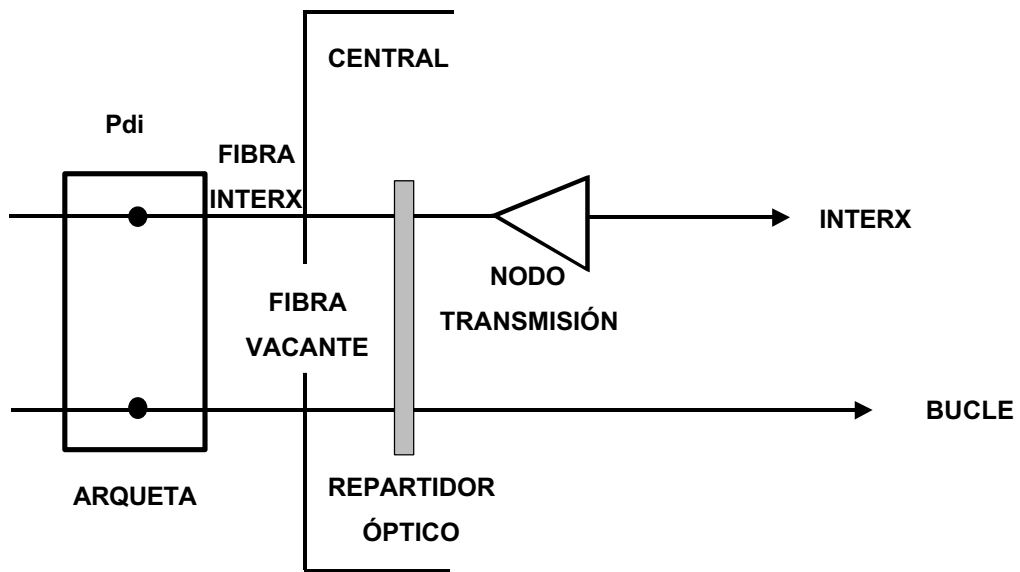 CENTRAL
Pdi
FIBRA
INTERX
INTERX
NODO
TRANSMISIÓN
FIBRA
VACANTE
BUCLE
ARQUETA
REPARTIDOR
ÓPTICO